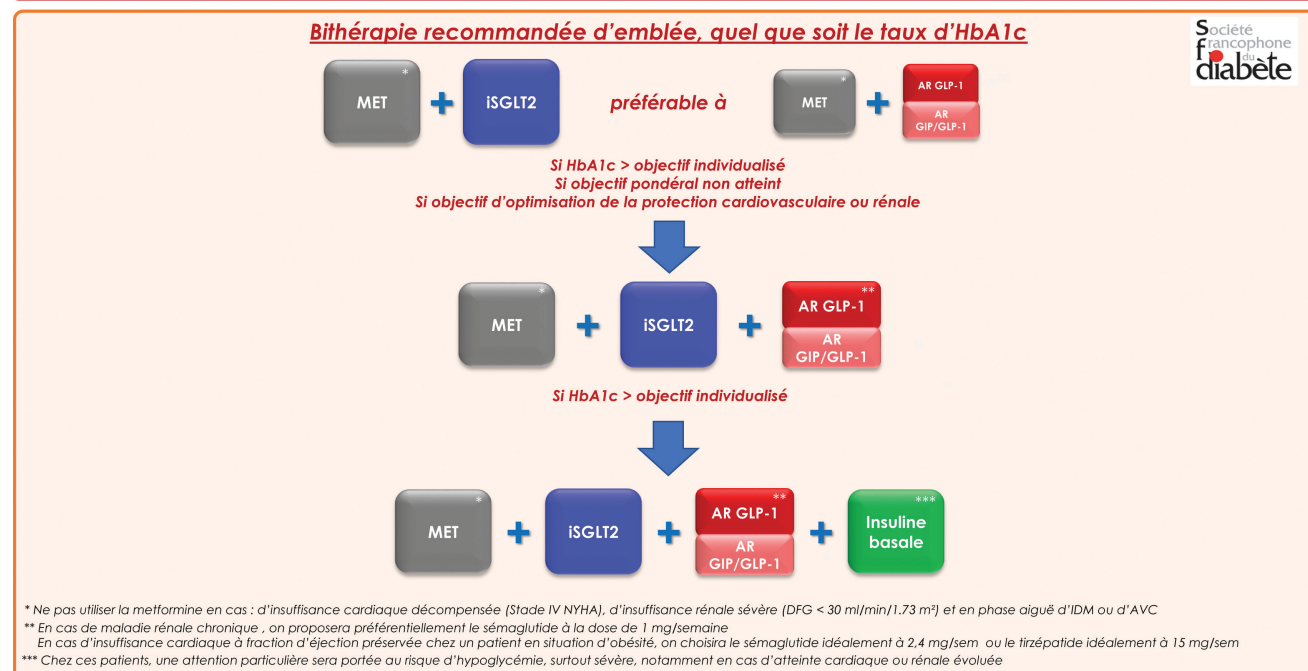 Bithérapie recommandée d'emblée, quel que soit le taux d'HbA1c
Société
francophone
du
diabète
MET * + iSGLT2 préférable à MET * + AR GLP-1
AR
GIP/GLP-1
Si HbA1c > objectif individualisé
Si objectif pondéral non atteint
Si objectif d'optimisation de la protection cardiovasculaire ou rénale
MET * + iSGLT2 + AR GLP-1 **
AR
GIP/GLP-1
Si HbA1c > objectif individualisé
MET * + iSGLT2 + AR GLP-1 ** + Insuline basale ***
AR
GIP/GLP-1
* Ne pas utiliser la metformine en cas : d'insuffisance cardiaque décompensée (Stade IV NYHA), d'insuffisance rénale sévère (DFG < 30 ml/min/1.73 m²) et en phase aiguë d'IDM ou d'AVC
** En cas de maladie rénale chronique , on proposera préférentiellement le sémaglutide à la dose de 1 mg/semaine
En cas d'insuffisance cardiaque à fraction d'éjection préservée chez un patient en situation d'obésité, on choisira le sémaglutide idéalement à 2,4 mg/sem ou le tirzépatide idéalement à 15 mg/sem
*** Chez ces patients, une attention particulière sera portée au risque d'hypoglycémie, surtout sévère, notamment en cas d'atteinte cardiaque ou rénale évoluée